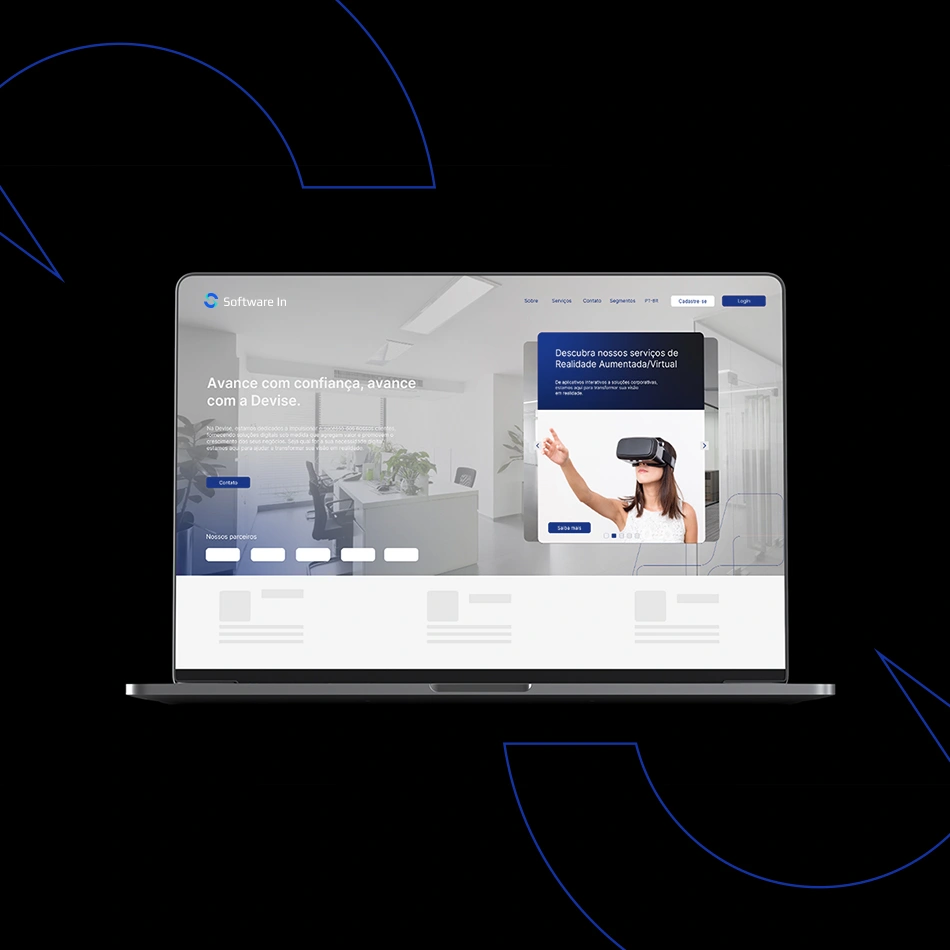 Software In
Sobre Serviços Contato Segmentos PT-BR Cadastre-se Login
Avance com confiança, avance
com a Devise.
Na Devise, estamos dedicados a impulsionar o sucesso dos nossos clientes,
fornecendo soluções digitais sob medida que agregam valor e promovem o
crescimento dos seus negócios. Seja qual for a sua necessidade digital,
estamos aqui para ajudar a transformar sua visão em realidade.
Contato
Nossos parceiros
Descubra nossos serviços de
Realidade Aumentada/Virtual
De aplicativos interativos a soluções corporativas,
estamos aqui para transformar sua visão
em realidade.
Saiba mais